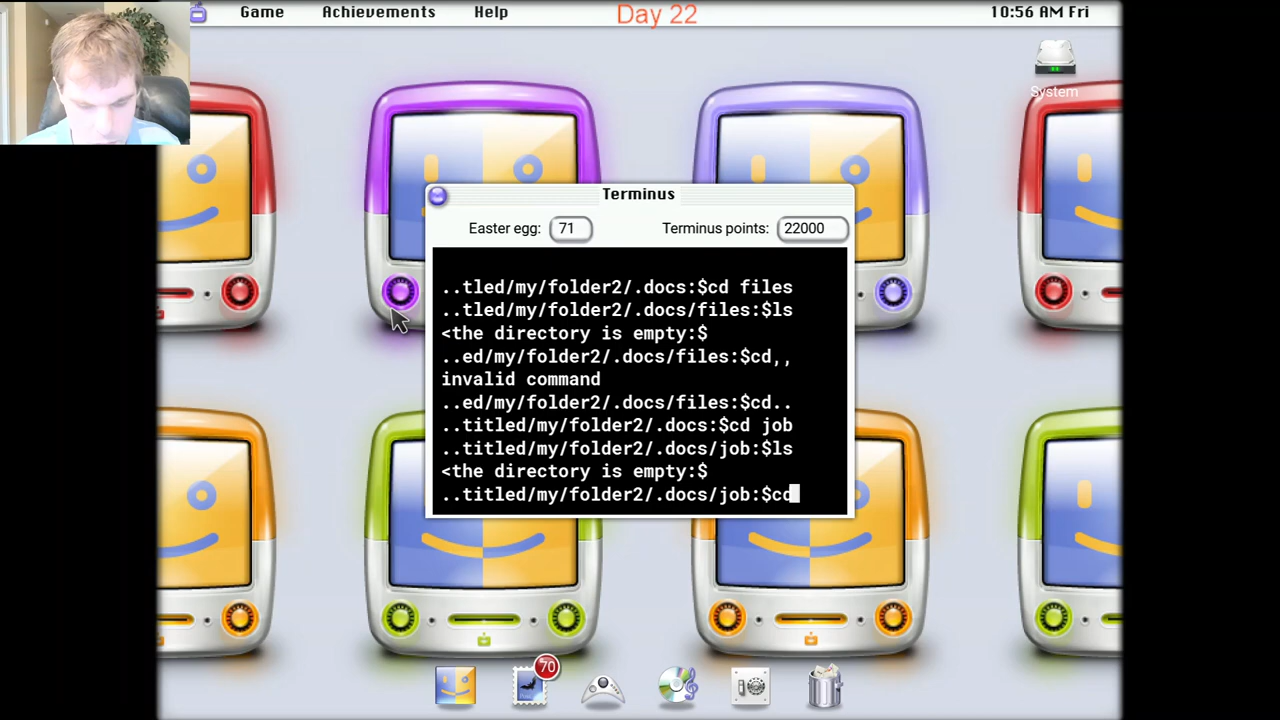 Game Achievements Help Day 22 10:56 AM Fri
System
Terminus
Easter egg: 71 Terminus points: 22000
..tled/my/folder2/.docs:$cd files
..tled/my/folder2/.docs/files:$ls
<the directory is empty:$
..ed/my/folder2/.docs/files:$cd,,
invalid command
..ed/my/folder2/.docs/files:$cd..
..titled/my/folder2/.docs:$cd job
..titled/my/folder2/.docs/job:$ls
<the directory is empty:$
..titled/my/folder2/.docs/job:$cd
70